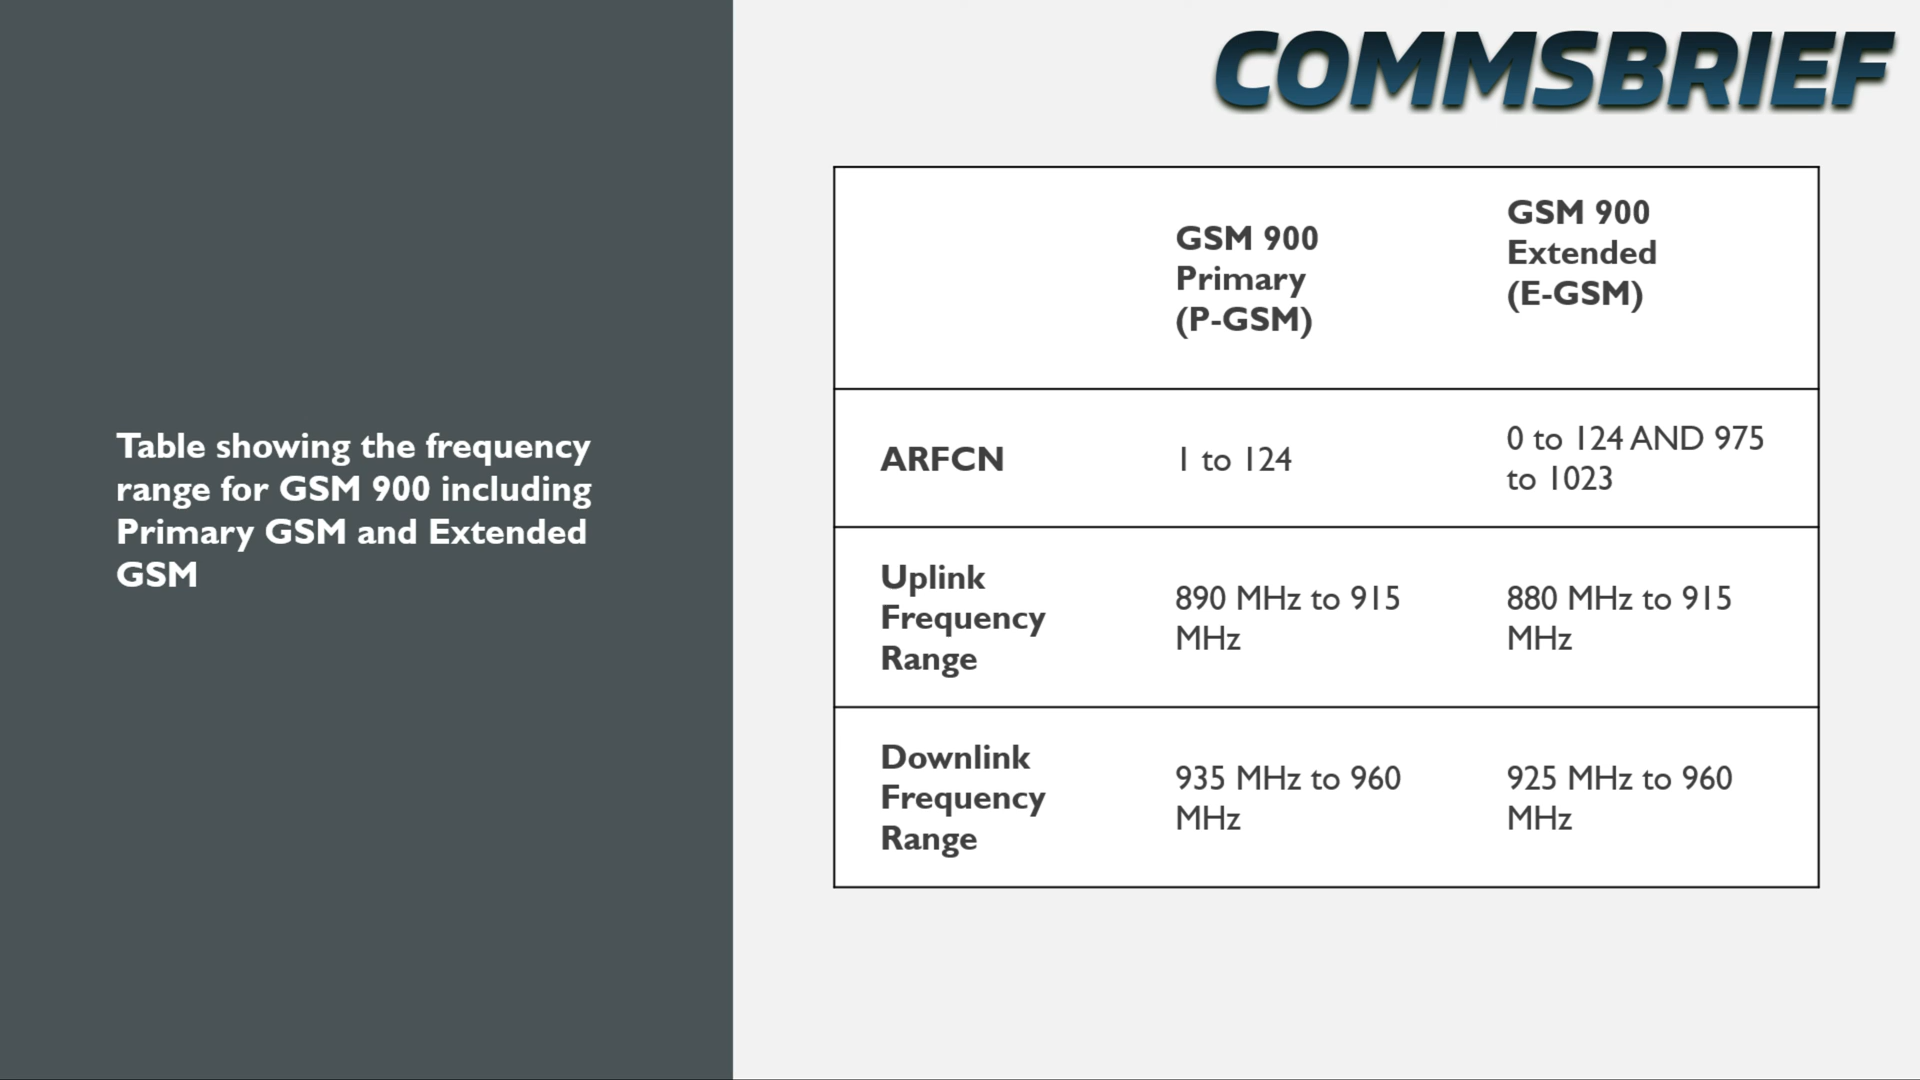 COMMSBRIEF
Table showing the frequency
range for GSM 900 including
Primary GSM and Extended
GSM
GSM 900
Primary
(P-GSM)
GSM 900
Extended
(E-GSM)
ARFCN
1 to 124
0 to 124 AND 975
to 1023
Uplink
Frequency
Range
890 MHz to 915
MHz
880 MHz to 915
MHz
Downlink
Frequency
Range
935 MHz to 960
MHz
925 MHz to 960
MHz